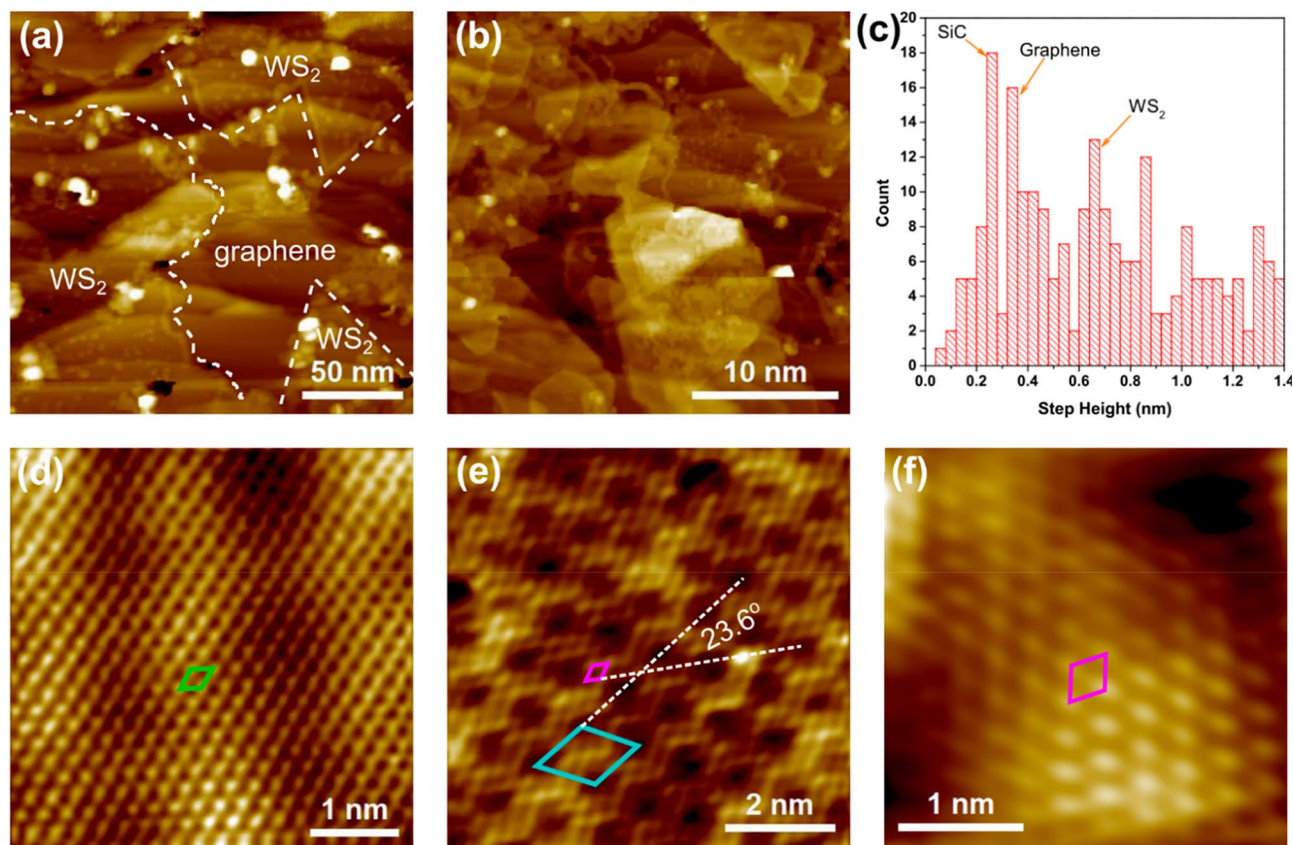 (a)
WS₂
graphene
WS₂
WS₂
50 nm
(b)
10 nm
(c)
20
18
16
14
12
10
8
6
4
2
0
Count
SiC
Graphene
WS₂
0.0 0.2 0.4 0.6 0.8 1.0 1.2 1.4
Step Height (nm)
(d)
1 nm
(e)
23.6°
2 nm
(f)
1 nm